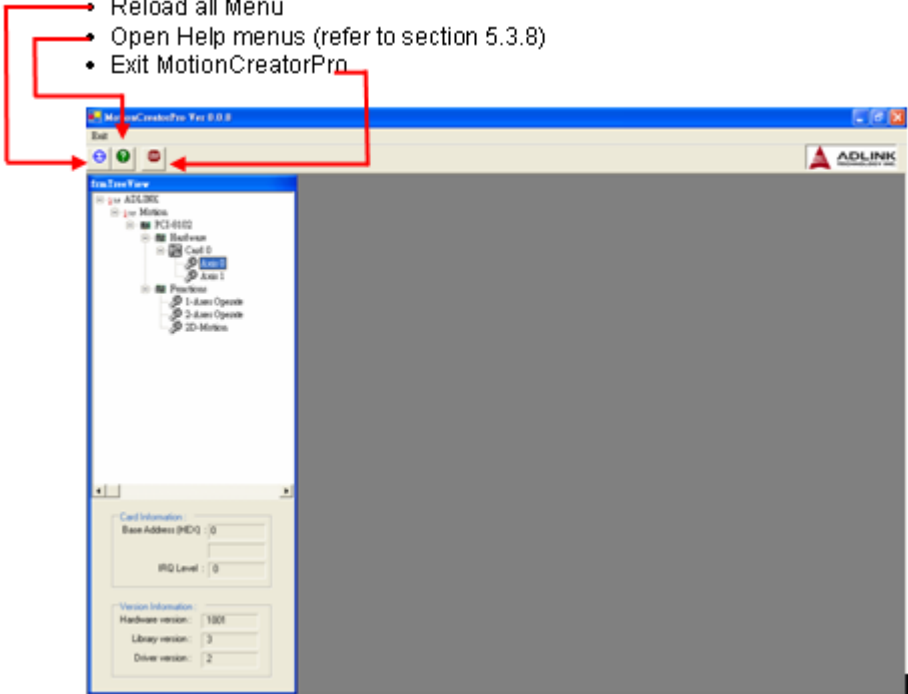 • Reload all Menu
• Open Help menus (refer to section 5.3.8)
• Exit MotionCreatorPro
MotionCreatorPro Ver 0.0.8
Exit
ADLINK
TECHNOLOGY INC.
frmTreeView
ADLINK
Motion
PCI-8102
Hardware
Card 0
Axis 0
Axis 1
Functions
1-Axes Operate
2-Axes Operate
2D-Motion
Card Information :
Base Address (HEX) : 0
IRQ Level : 0
Version Information :
Hardware version : 1001
Library version : 3
Driver version : 2